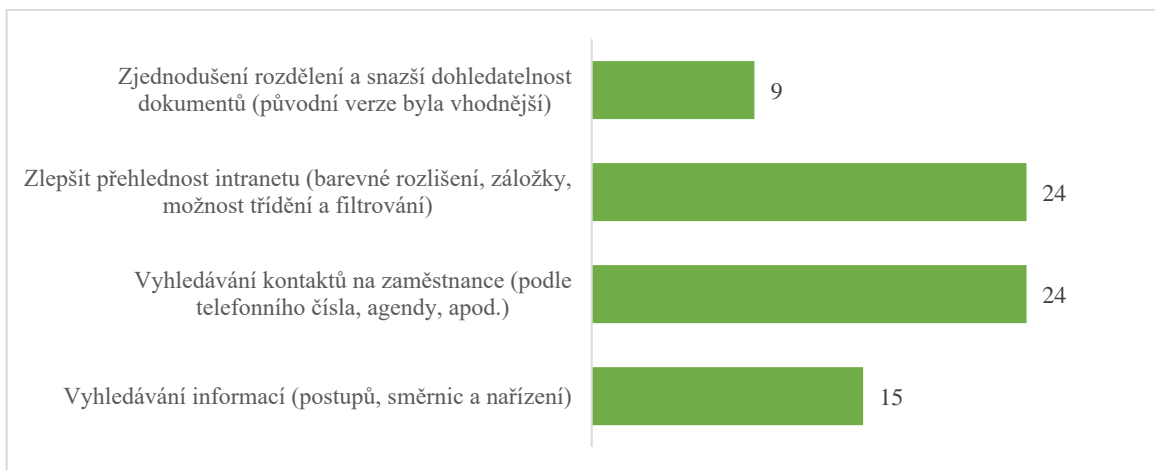 Zjednodušení rozdělení a snazší dohledatelnost
dokumentů (původní verze byla vhodnější)
9
Zlepšit přehlednost intranetu (barevné rozlišení, záložky,
možnost třídění a filtrování)
24
Vyhledávání kontaktů na zaměstnance (podle
telefonního čísla, agendy, apod.)
24
Vyhledávání informací (postupů, směrnic a nařízení)
15